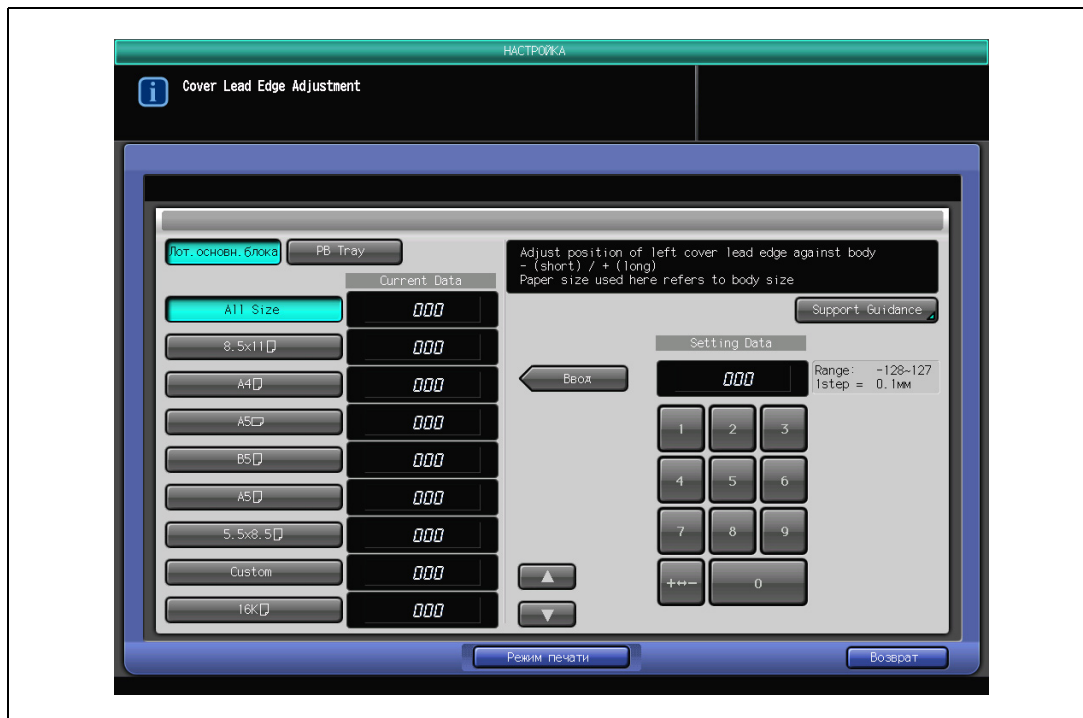 НАСТРОЙКА
Cover Lead Edge Adjustment
Лот.основн.блока
PB Tray
Adjust position of left cover lead edge against body
- (short) / + (long)
Paper size used here refers to body size
Current Data
Support Guidance
All Size 000
8.5x11 000
A4 000
A5 000
B5 000
A5 000
5.5x8.5 000
Custom 000
16K 000
Setting Data
Ввод
000
Range: -128~127
1step = 0.1мм
1 2 3
4 5 6
7 8 9
+↔- 0
▲
▼
Режим печати
Возврат